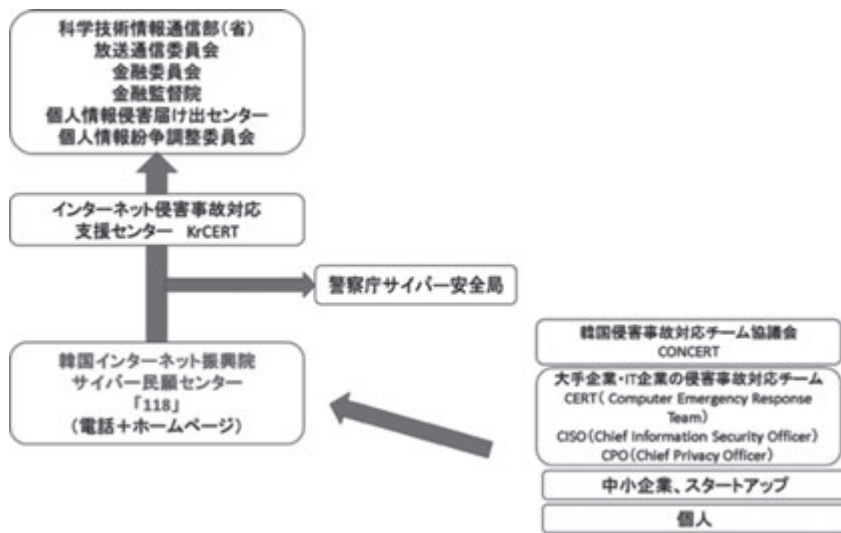 科学技術情報通信部(省)
放送通信委員会
金融委員会
金融監督院
個人情報侵害届け出センター
個人情報紛争調整委員会
インターネット侵害事故対応
支援センター KrCERT
警察庁サイバー安全局
韓国インターネット振興院
サイバー民願センター
「118」
(電話+ホームページ)
韓国侵害事故対応チーム協議会
CONCERT
大手企業・IT企業の侵害事故対応チーム
CERT( Computer Emergency Response
Team)
CISO(Chief Information Security Officer)
CPO(Chief Privacy Officer)
中小企業、スタートアップ
個人